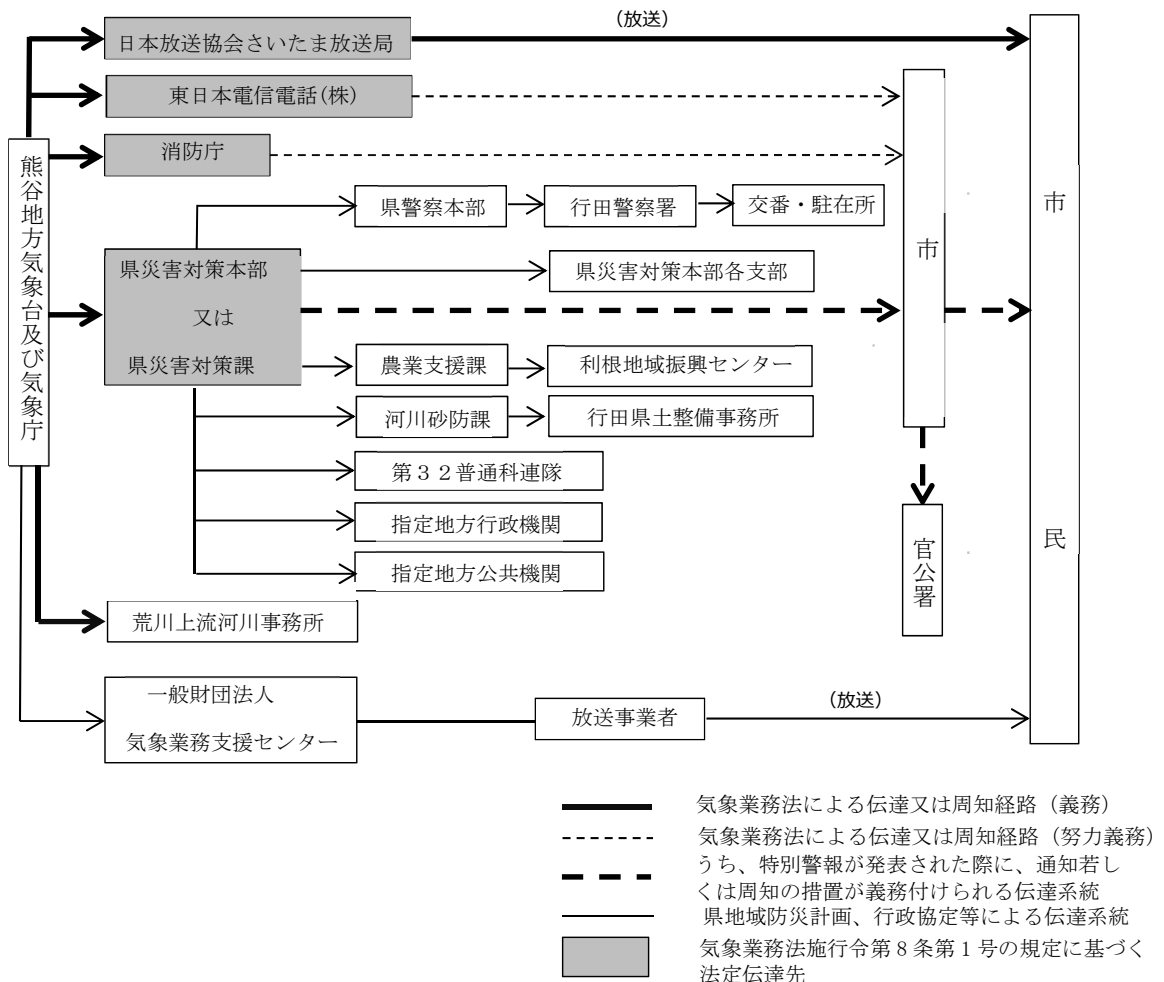 (放送)
日本放送協会さいたま放送局
東日本電信電話(株)
消防庁
熊谷地方気象台及び気象庁
県警察本部
行田警察署
交番・駐在所
県災害対策本部
又は
県災害対策課
県災害対策本部各支部
農業支援課
利根地域振興センター
河川砂防課
行田県土整備事務所
第32普通科連隊
指定地方行政機関
指定地方公共機関
市
市民
官公署
荒川上流河川事務所
一般財団法人
気象業務支援センター
放送事業者
(放送)
気象業務法による伝達又は周知経路(義務)
気象業務法による伝達又は周知経路(努力義務)
うち、特別警報が発表された際に、通知若し
くは周知の措置が義務付けられる伝達系統
県地域防災計画、行政協定等による伝達系統
気象業務法施行令第8条第1号の規定に基づく
法定伝達先